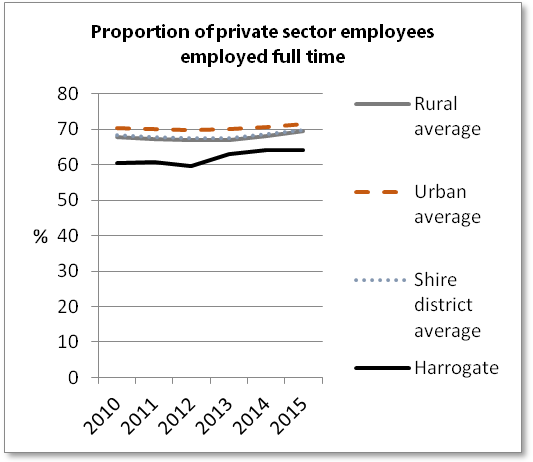 Proportion of private sector employees
employed full time
80
70
60
50
40
30
20
10
0
%
2010
2011
2012
2013
2014
2015
Rural
average
Urban
average
Shire
district
average
Harrogate